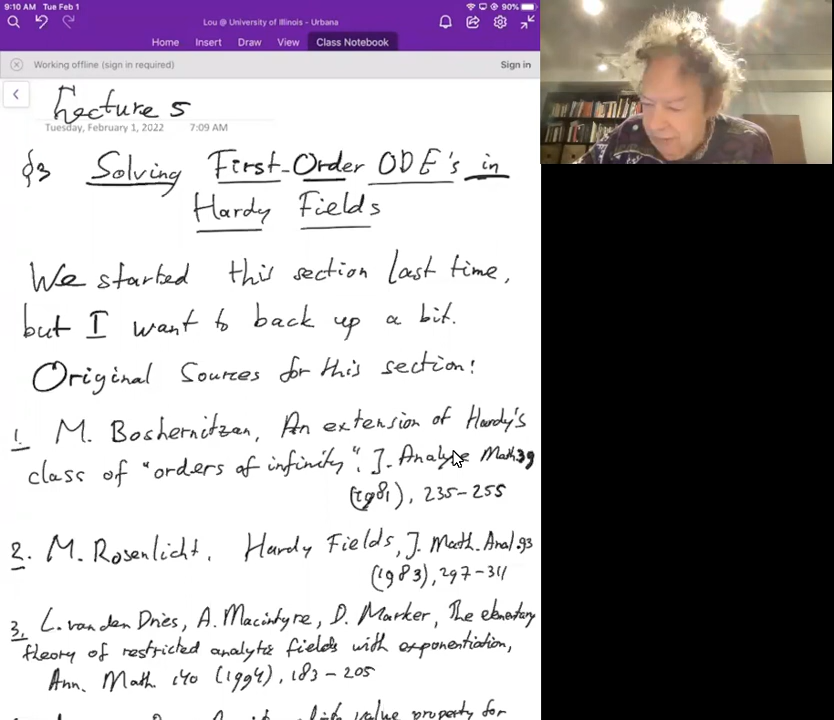 9:10 AM Tue Feb 1
90%
Lou @ University of Illinois - Urbana
Home Insert Draw View Class Notebook
Working offline (sign in required) Sign in
Lecture 5
Tuesday, February 1, 2022 7:09 AM
§3 Solving First-Order ODE's in
Hardy Fields
We started this section last time,
but I want to back up a bit.
Original Sources for this section:
1. M. Boshernitzan, An extension of Hardy's
class of "orders of infinity". J. Analyse Math 39
(1981), 235-255
2. M. Rosenlicht. Hardy Fields, J. Math. Anal. 93
(1983), 297-311
3. L. van den Dries, A. Macintyre, D. Marker, The elementary
theory of restricted analytic fields with exponentiation,
Ann. Math 140 (1994), 183-205
value property for